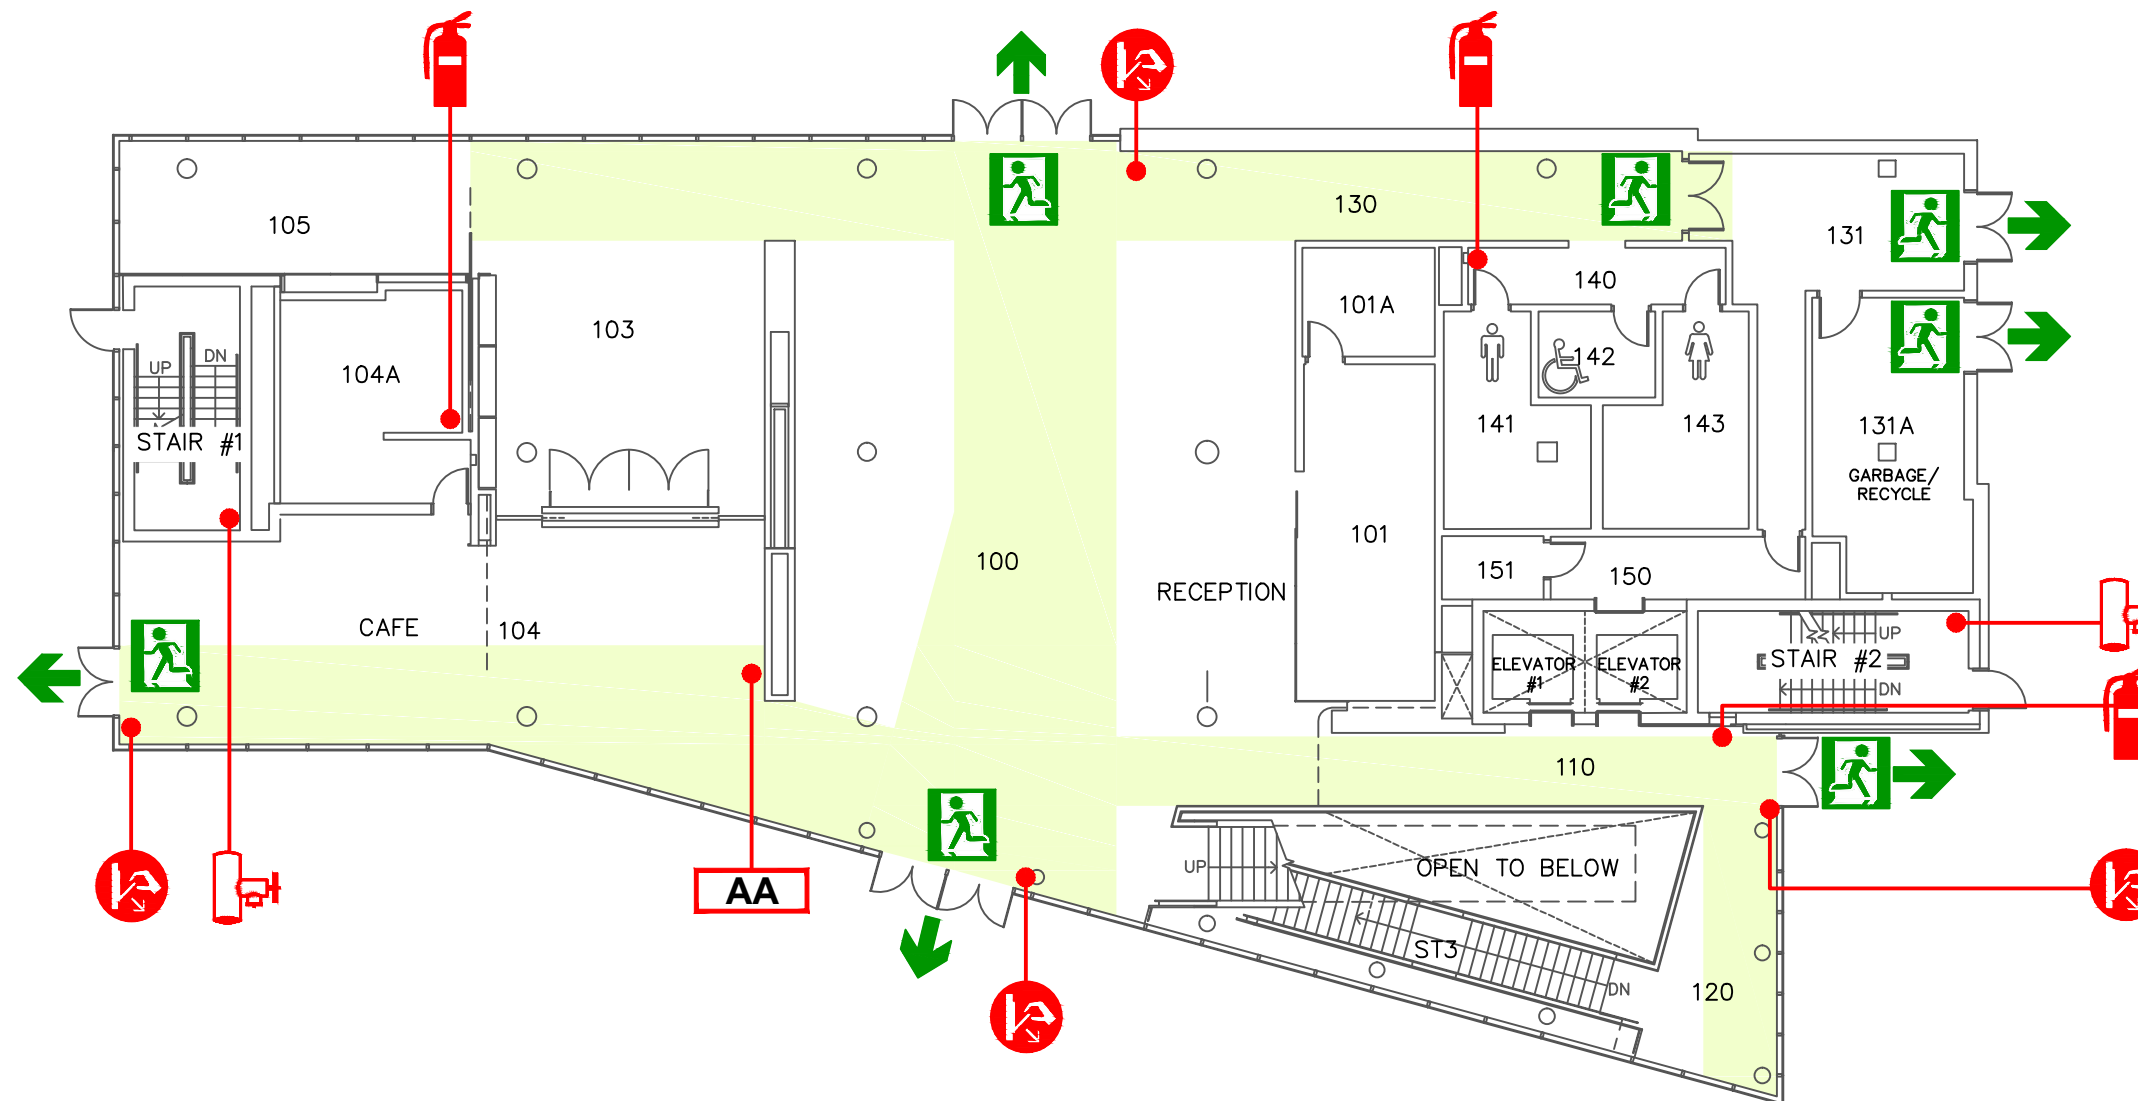 130
105
131
140
101A
103
142
104A
UP
DN
141
143
131A
STAIR #1
GARBAGE/
RECYCLE
101
100
151
150
RECEPTION
CAFE
104
UP
ELEVATOR
#1
ELEVATOR
#2
STAIR #2
DN
110
UP
OPEN TO BELOW
AA
ST3
DN
120